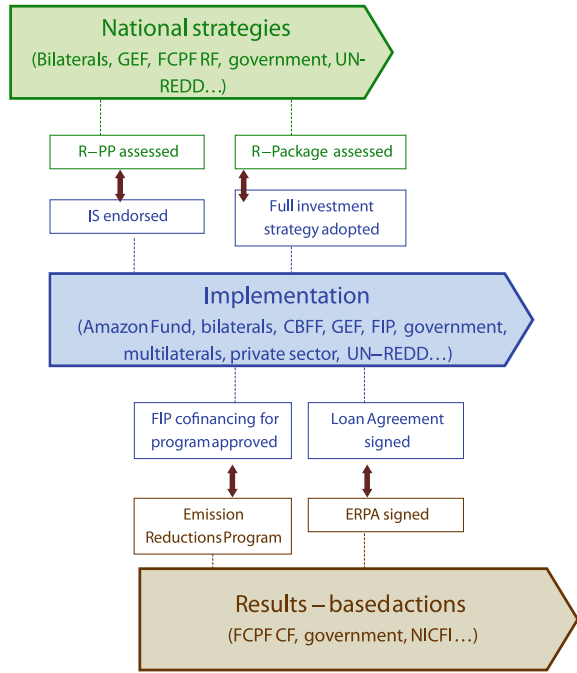 National strategies
(Bilaterals, GEF, FCPF RF, government, UN-
REDD...)
R–PP assessed
R–Package assessed
IS endorsed
Full investment
strategy adopted
Implementation
(Amazon Fund, bilaterals, CBFF, GEF, FIP, government,
multilaterals, private sector, UN–REDD...)
FIP cofinancing for
program approved
Loan Agreement
signed
Emission
Reductions Program
ERPA signed
Results – based actions
(FCPF CF, government, NICFI ...)